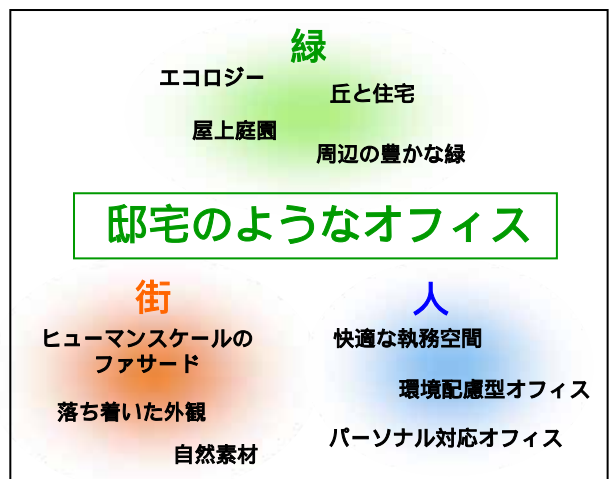 緑
エコロジー
丘と住宅
屋上庭園
周辺の豊かな緑
邸宅のようなオフィス
街
ヒューマンスケールの
ファサード
落ち着いた外観
自然素材
人
快適な執務空間
環境配慮型オフィス
パーソナル対応オフィス